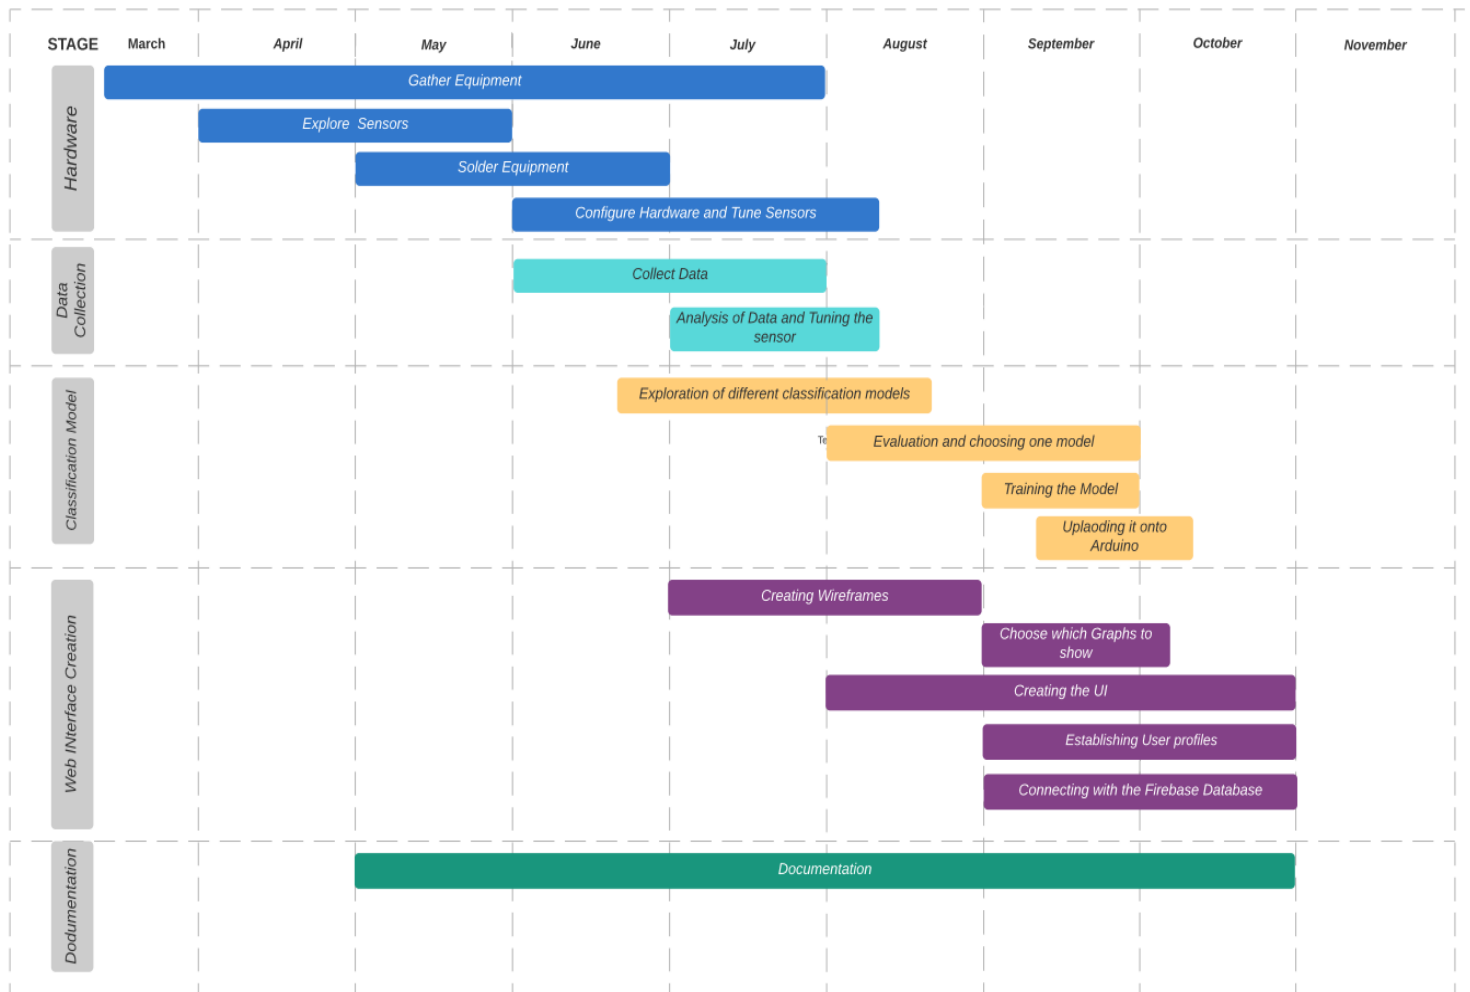 STAGE March April May June July August September October November
Hardware
Gather Equipment
Explore Sensors
Solder Equipment
Configure Hardware and Tune Sensors
Data
Collection
Collect Data
Analysis of Data and Tuning the
sensor
Classification Model
Exploration of different classification models
Te
Evaluation and choosing one model
Training the Model
Uplaoding it onto
Arduino
Web INterface Creation
Creating Wireframes
Choose which Graphs to
show
Creating the UI
Establishing User profiles
Connecting with the Firebase Database
Dodumentation
Documentation